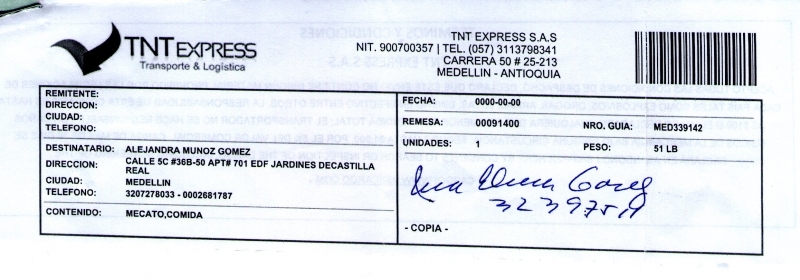 TNT EXPRESS
Transporte & Logística
TNT EXPRESS S.A.S
NIT. 900700357 | TEL. (057) 3113798341
CARRERA 50 # 25-213
MEDELLIN - ANTIOQUIA
REMITENTE:
DIRECCION:
CIUDAD:
TELEFONO:
DESTINATARIO: ALEJANDRA MUNOZ GOMEZ
DIRECCION: CALLE 5C #36B-50 APT# 701 EDF JARDINES DECASTILLA
REAL
CIUDAD: MEDELLIN
TELEFONO: 3207278033 - 0002681787
CONTENIDO: MECATO,COMIDA
FECHA: 0000-00-00
REMESA: 00091400 NRO. GUIA: MED339142
UNIDADES: 1 PESO: 51 LB
- COPIA -